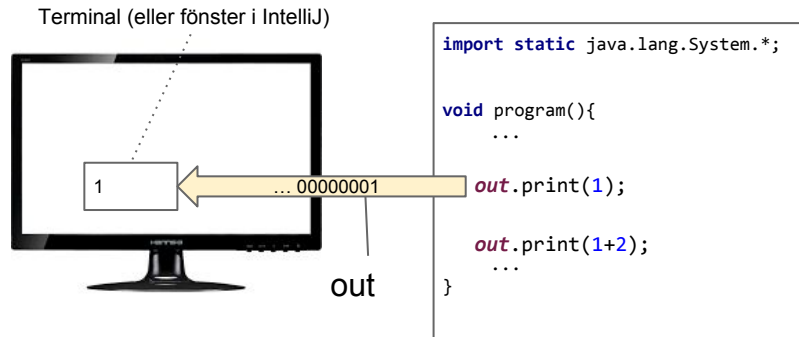 Terminal (eller fönster i IntelliJ)
import static java.lang.System.*;
void program(){
...
1
... 00000001
out.print(1);
out.print(1+2);
...
out
}